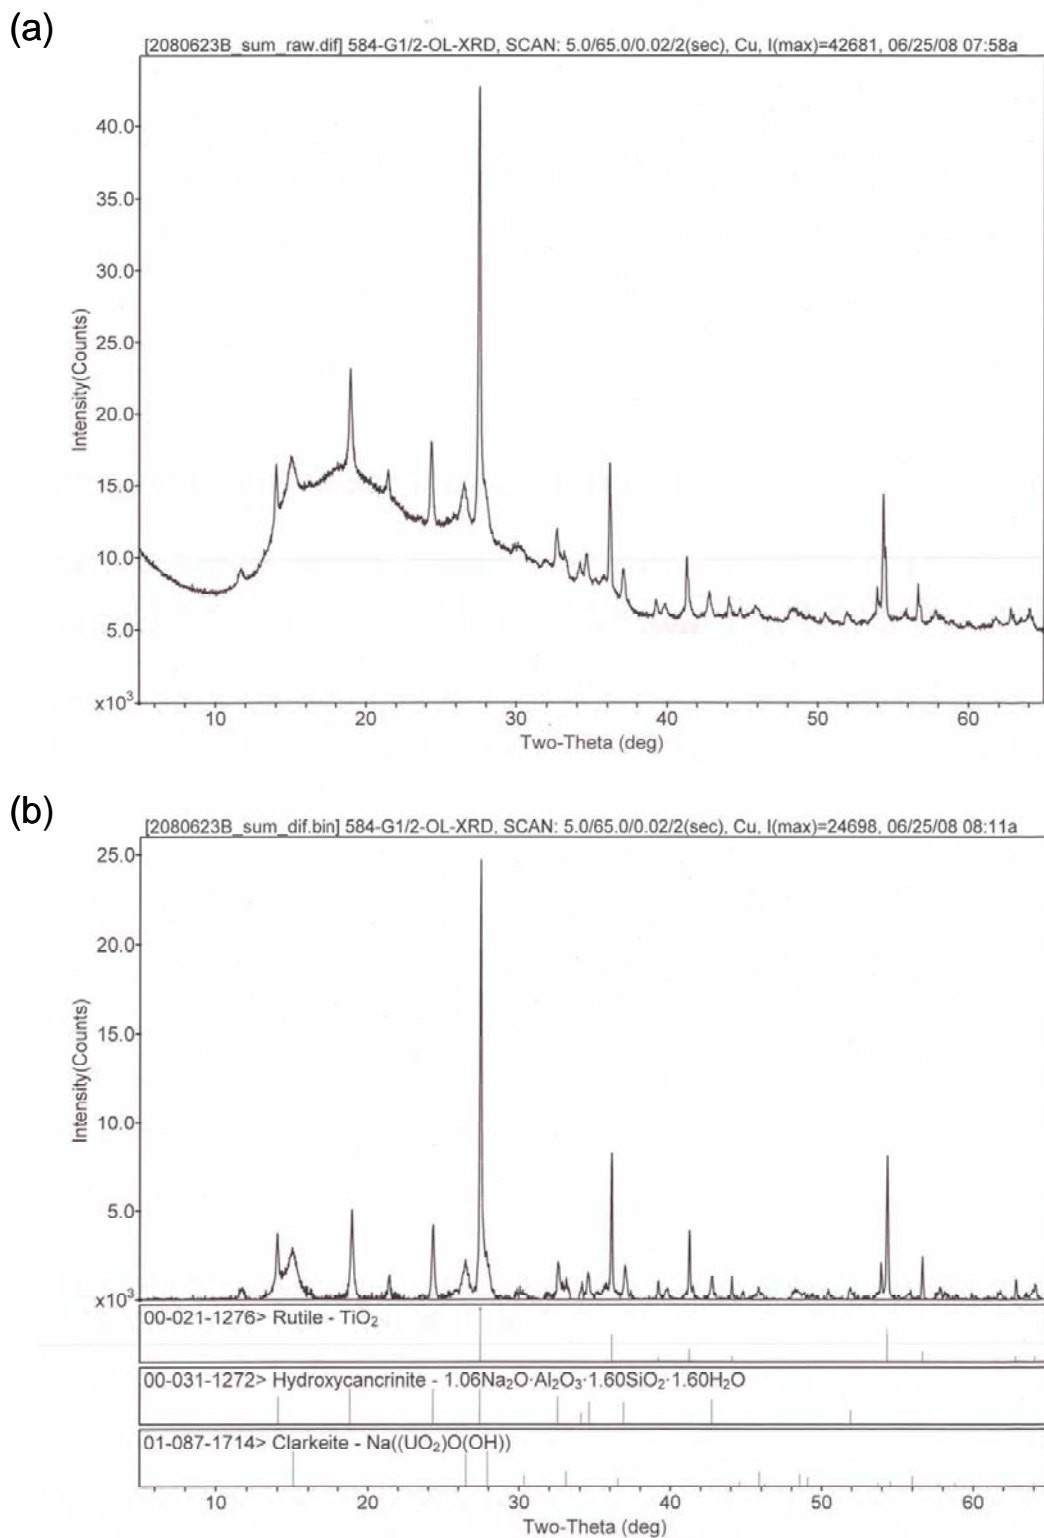 (a)
[2080623B_sum_raw.dif] 584-G1/2-OL-XRD, SCAN: 5.0/65.0/0.02/2(sec), Cu, I(max)=42681, 06/25/08 07:58a
40.0
35.0
30.0
25.0
20.0
15.0
10.0
5.0
x10³
Intensity(Counts)
10 20 30 40 50 60
Two-Theta (deg)
(b)
[2080623B_sum_dif.bin] 584-G1/2-OL-XRD, SCAN: 5.0/65.0/0.02/2(sec), Cu, I(max)=24698, 06/25/08 08:11a
25.0
20.0
15.0
10.0
5.0
x10³
Intensity(Counts)
00-021-1276> Rutile - TiO₂
00-031-1272> Hydroxycancrinite - 1.06Na₂O·Al₂O₃·1.60SiO₂·1.60H₂O
01-087-1714> Clarkeite - Na((UO₂)O(OH))
10 20 30 40 50 60
Two-Theta (deg)